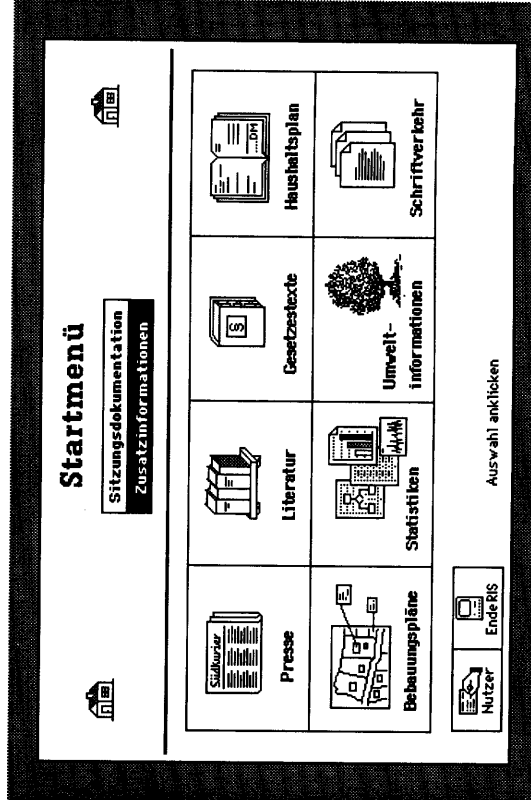 Startmenü
Sitzungsdokumentation
Zusatzinformationen
Südkurier
Presse
Literatur
§
Gesetzestexte
DM
Haushaltsplan
Bebauungspläne
Statistiken
Umwelt-
informationen
Schriftverkehr
Nutzer
Ende RIS
Auswahl anklicken